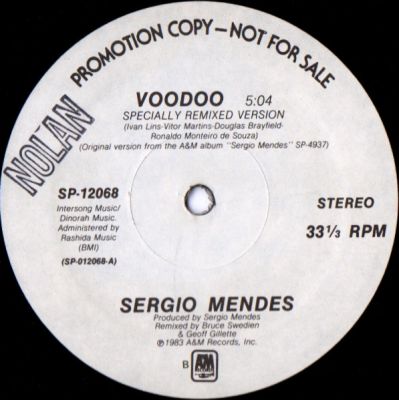 PROMOTION COPY—NOT FOR SALE
NOLAN
VOODOO 5:04
SPECIALLY REMIXED VERSION
(Ivan Lins-Vitor Martins-Douglas Brayfield-
Ronaldo Monteiro de Souza)
(Original version from the A&M album "Sergio Mendes" SP-4937)
SP-12068
Intersong Music/
Dinorah Music.
Administered by
Rashida Music
(BMI)
(SP-012068-A)
STEREO
33⅓ RPM
SERGIO MENDES
Produced by Sergio Mendes
Remixed by Bruce Swedien
& Geoff Gillette
℗1983 A&M Records, Inc.
B
A&M